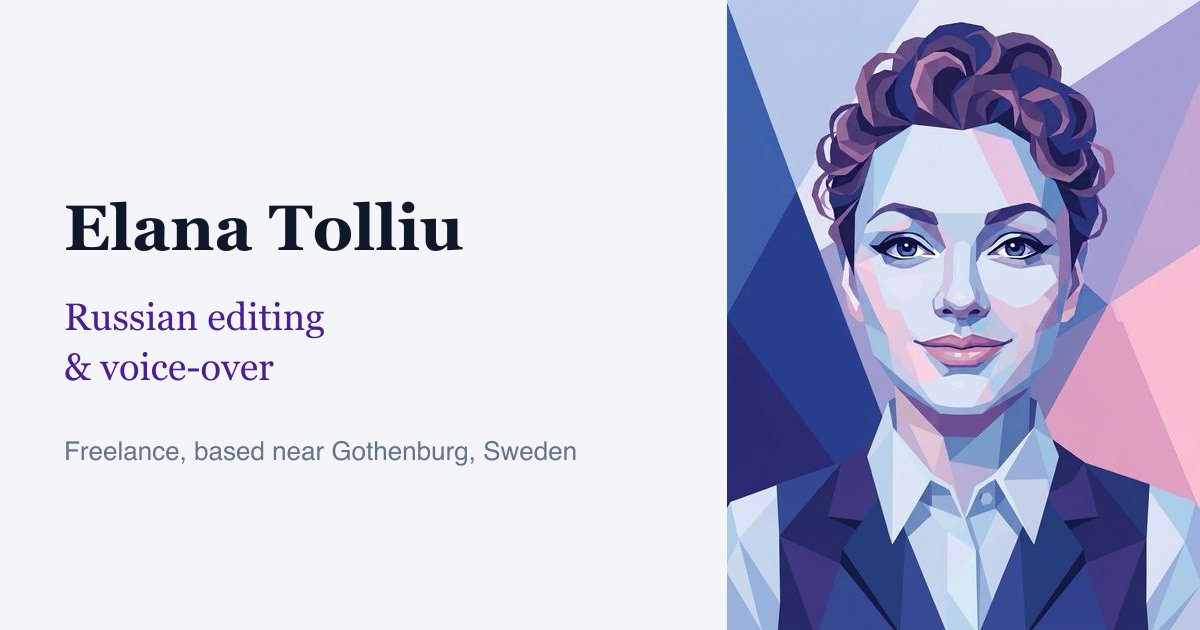 Elana Tolliu
Russian editing
& voice-over
Freelance, based near Gothenburg, Sweden